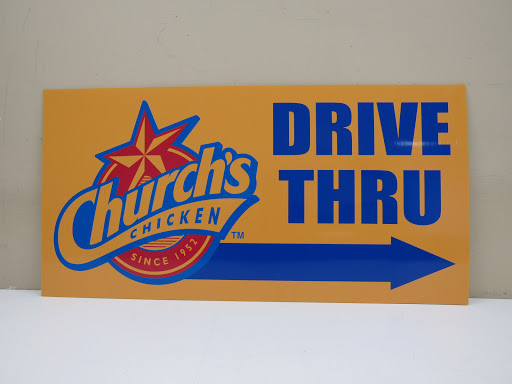 Church's
CHICKEN
SINCE 1952
TM
DRIVE
THRU